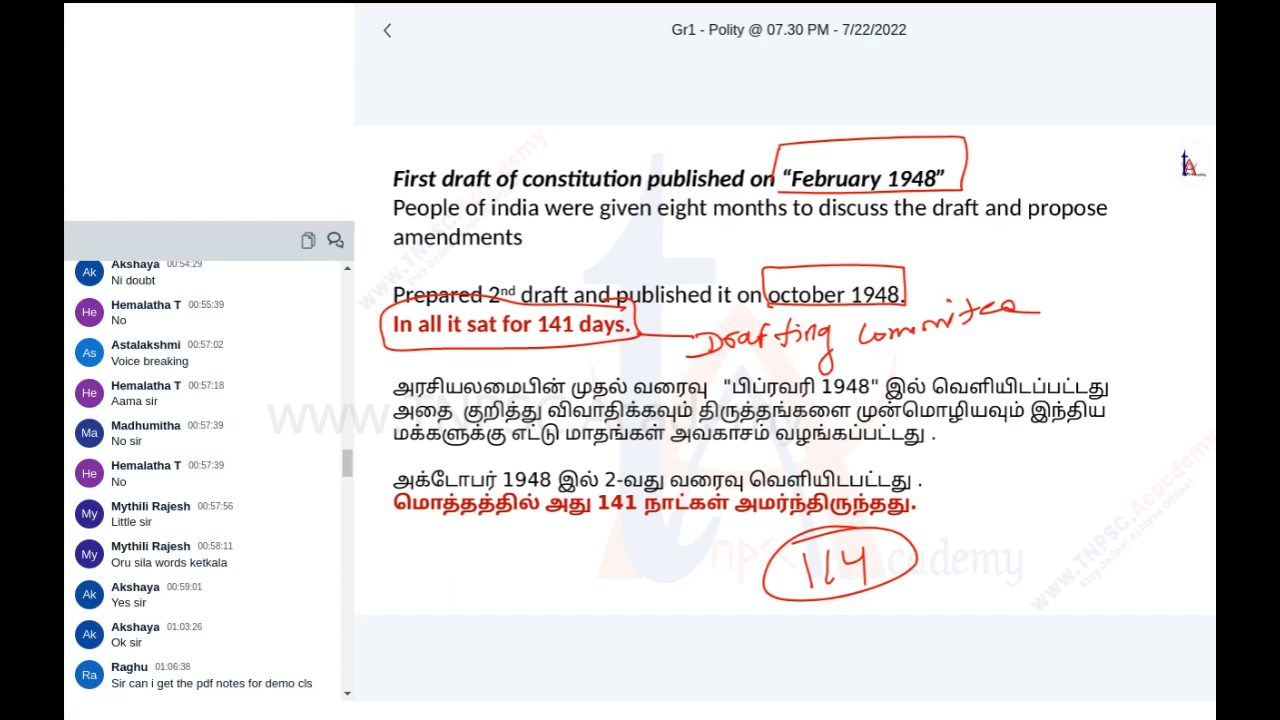 Gr1 - Polity @ 07.30 PM - 7/22/2022
Akshaya 00:54:29
Ni doubt
Hemalatha T 00:55:39
No
Astalakshmi 00:57:02
Voice breaking
Hemalatha T 00:57:18
Aama sir
Madhumitha 00:57:39
No sir
Hemalatha T 00:57:39
No
Mythili Rajesh 00:57:56
Little sir
Mythili Rajesh 00:58:11
Oru sila words ketkala
Akshaya 00:59:01
Yes sir
Akshaya 01:03:26
Ok sir
Raghu 01:06:38
Sir can i get the pdf notes for demo cls
First draft of constitution published on “February 1948”
People of india were given eight months to discuss the draft and propose
amendments
Prepared 2nd draft and published it on october 1948.
In all it sat for 141 days.
Drafting Committee
அரசியலமைபின் முதல் வரைவு "பிப்ரவரி 1948" இல் வெளியிடப்பட்டது
அதை குறித்து விவாதிக்கவும் திருத்தங்களை முன்மொழியவும் இந்திய
மக்களுக்கு எட்டு மாதங்கள் அவகாசம் வழங்கப்பட்டது .
அக்டோபர் 1948 இல் 2-வது வரைவு வெளியிடபட்டது .
மொத்தத்தில் அது 141 நாட்கள் அமர்ந்திருந்தது.
114